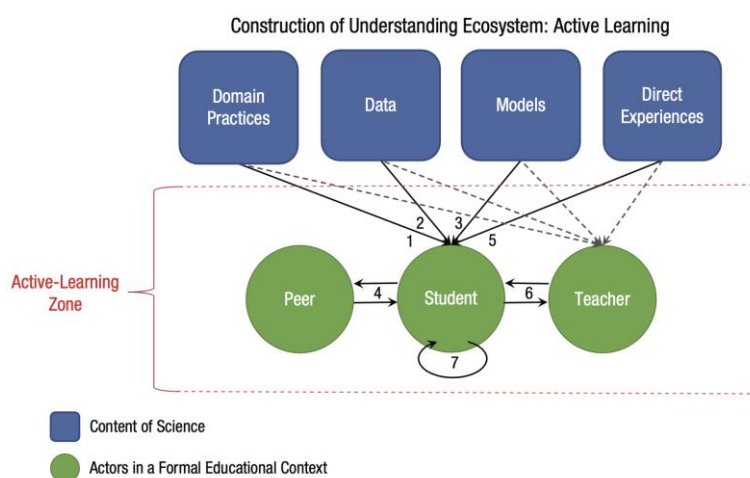 Construction of Understanding Ecosystem: Active Learning
Domain
Practices
Data
Models
Direct
Experiences
2
3
1
5
Active-Learning
Zone
Peer
4
Student
6
Teacher
7
Content of Science
Actors in a Formal Educational Context